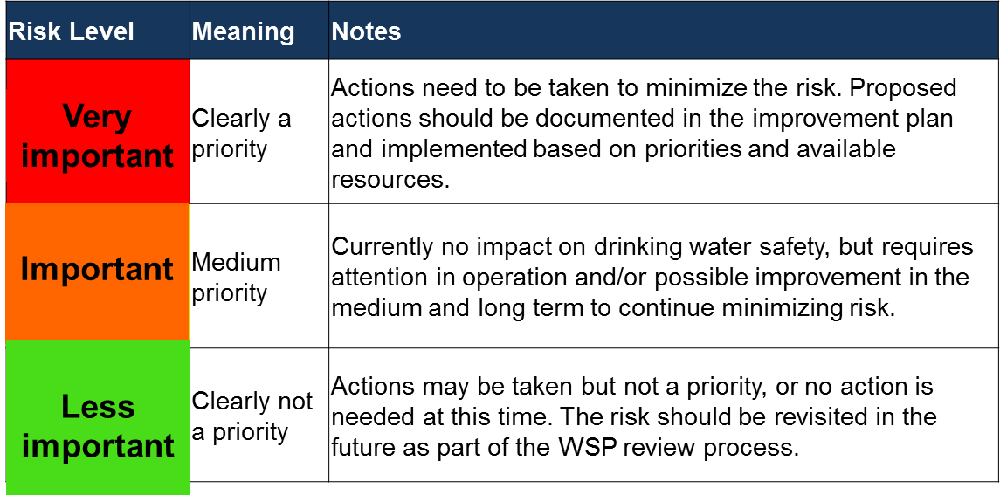 Risk Level Meaning Notes
Very
important
Clearly a
priority
Actions need to be taken to minimize the risk. Proposed
actions should be documented in the improvement plan
and implemented based on priorities and available
resources.
Important
Medium
priority
Currently no impact on drinking water safety, but requires
attention in operation and/or possible improvement in the
medium and long term to continue minimizing risk.
Less
important
Clearly not
a priority
Actions may be taken but not a priority, or no action is
needed at this time. The risk should be revisited in the
future as part of the WSP review process.